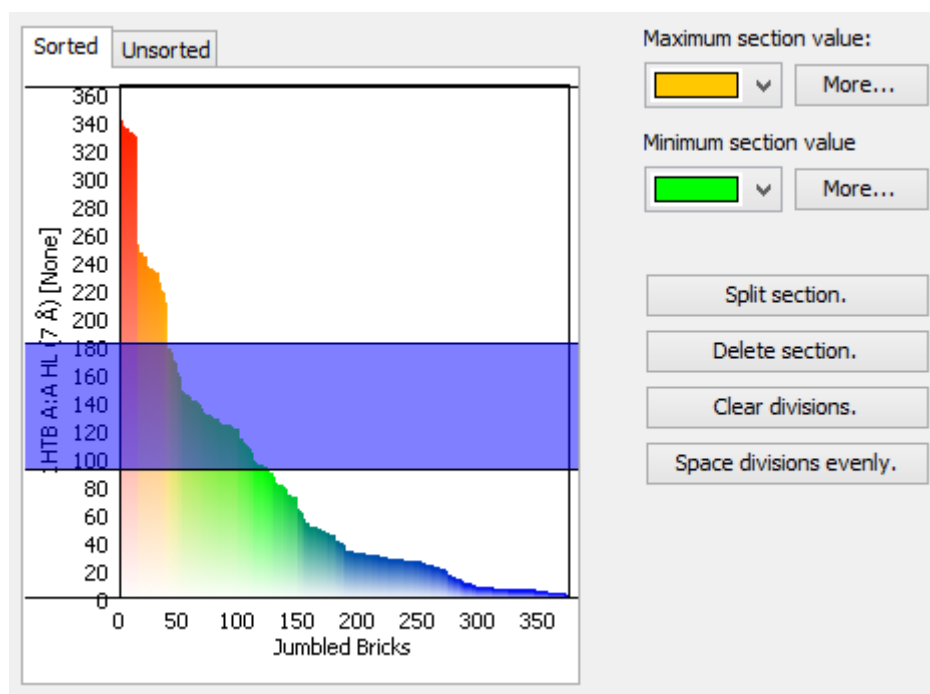 Sorted
Unsorted
360
340
320
300
280
260
240
220
200
180
160
140
120
100
80
60
40
20
0
HTB A:A HL (7 Å) [None]
0 50 100 150 200 250 300 350
Jumbled Bricks
Maximum section value:
More...
Minimum section value
More...
Split section.
Delete section.
Clear divisions.
Space divisions evenly.